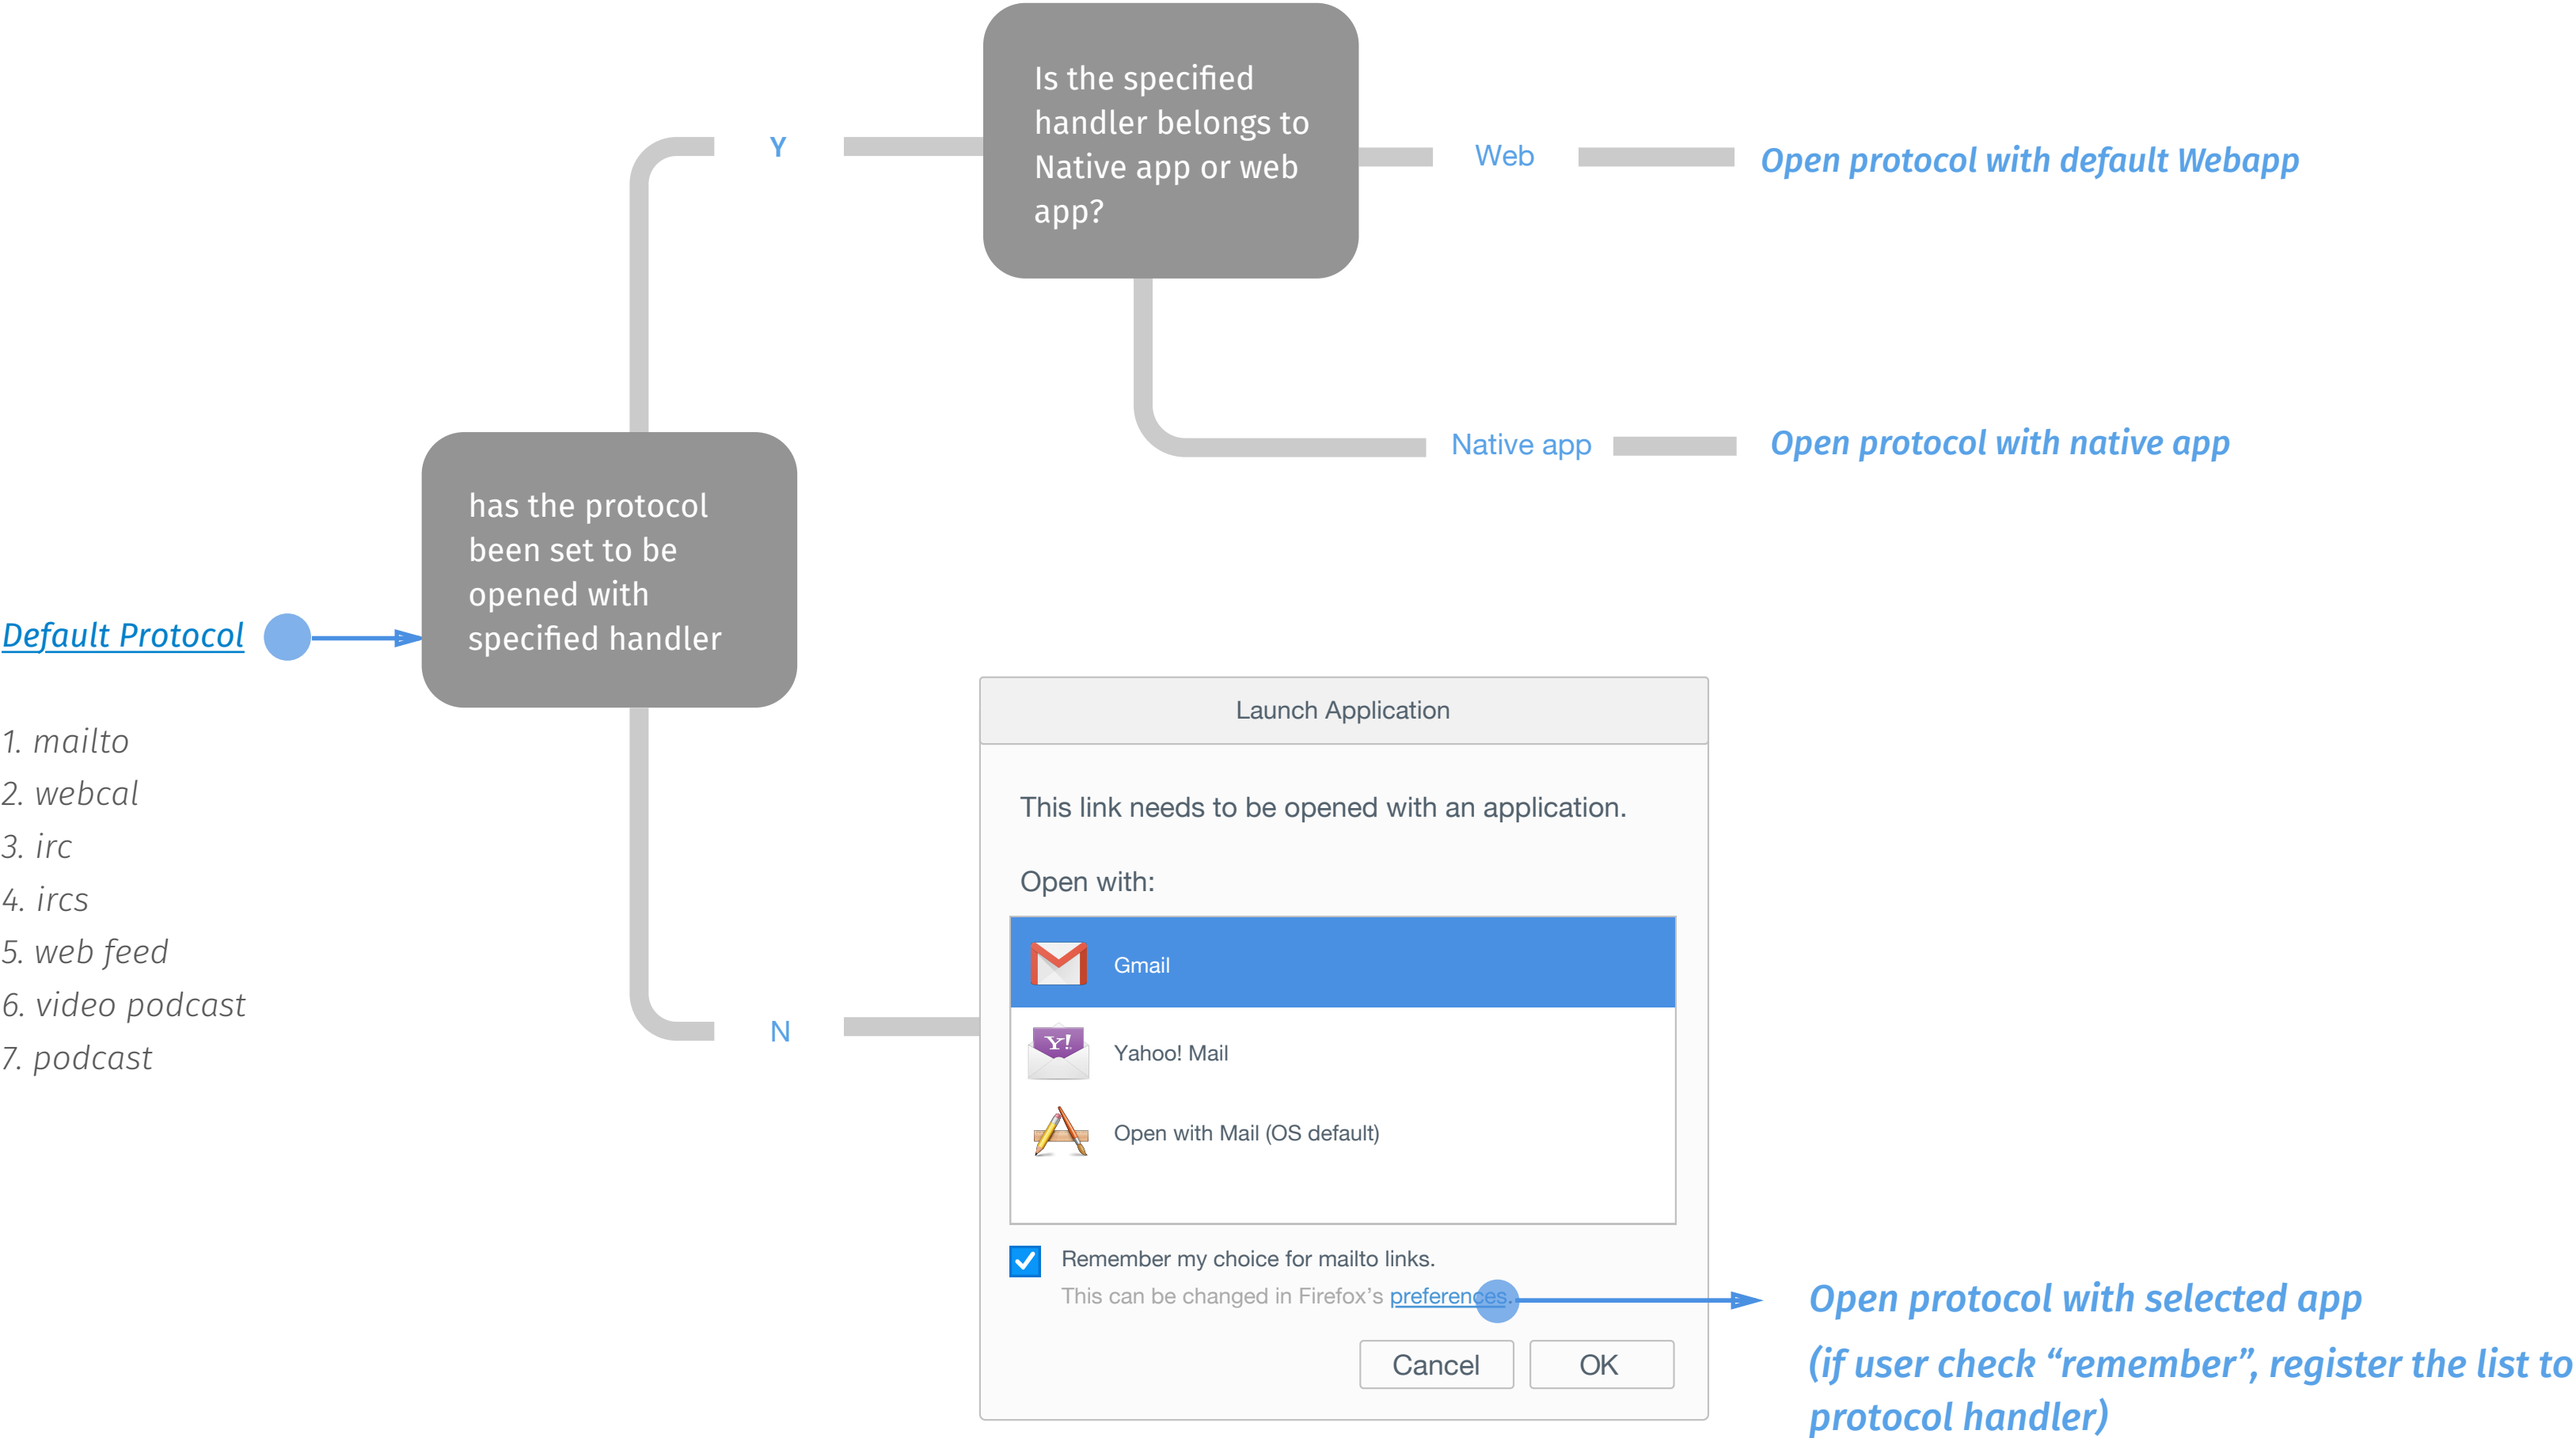 Is the specified
handler belongs to
Native app or web
app?
Y
Web
Open protocol with default Webapp
Native app
Open protocol with native app
has the protocol
been set to be
opened with
specified handler
Default Protocol
1. mailto
2. webcal
3. irc
4. ircs
5. web feed
6. video podcast
7. podcast
N
Launch Application
This link needs to be opened with an application.
Open with:
Gmail
Y!
Yahoo! Mail
Open with Mail (OS default)
Remember my choice for mailto links.
This can be changed in Firefox’s preferences.
Cancel
OK
Open protocol with selected app
(if user check “remember”, register the list to
protocol handler)